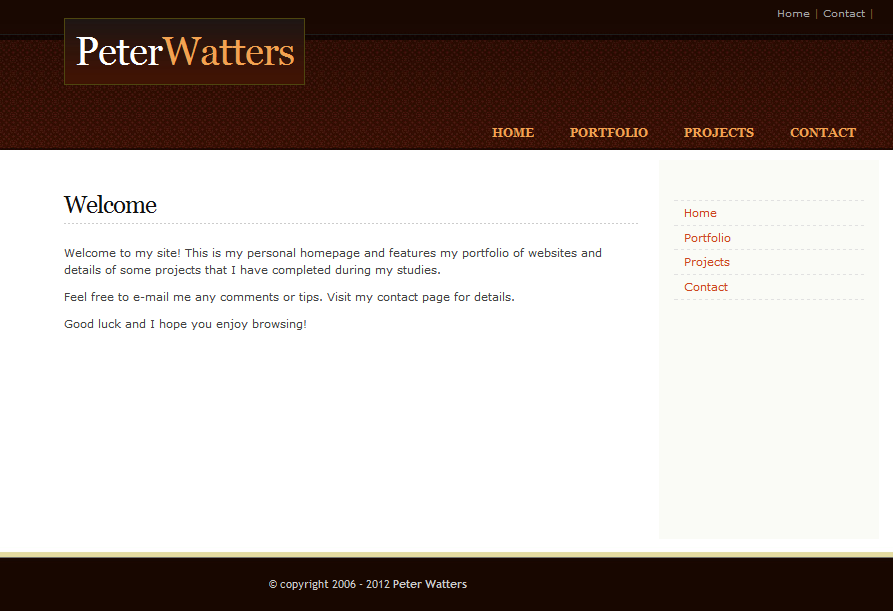 Home | Contact |
PeterWatters
HOME PORTFOLIO PROJECTS CONTACT
Welcome
Welcome to my site! This is my personal homepage and features my portfolio of websites and
details of some projects that I have completed during my studies.
Feel free to e-mail me any comments or tips. Visit my contact page for details.
Good luck and I hope you enjoy browsing!
Home
Portfolio
Projects
Contact
© copyright 2006 - 2012 Peter Watters